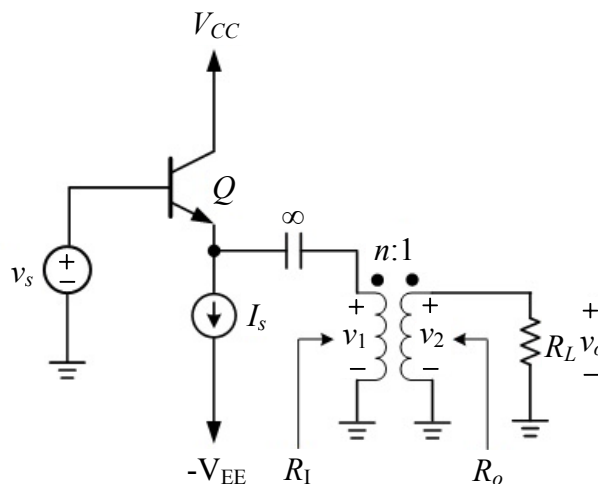 V_CC
Q
∞
n:1
v_s
+
−
I_s
+
v_1
−
+
v_2
−
R_L
+
v_o
−
-V_EE
R_I
R_o